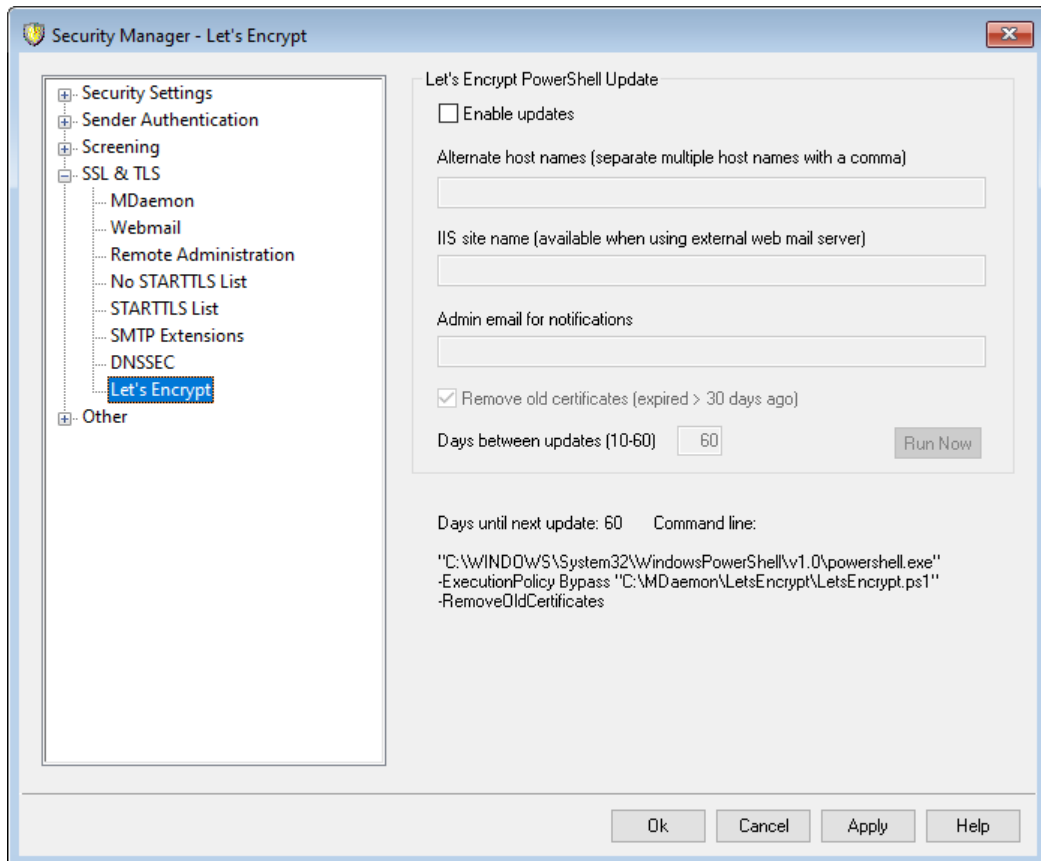 Security Manager - Let's Encrypt
Security Settings
Sender Authentication
Screening
SSL & TLS
MDaemon
Webmail
Remote Administration
No STARTTLS List
STARTTLS List
SMTP Extensions
DNSSEC
Let's Encrypt
Other
Let's Encrypt PowerShell Update
Enable updates
Alternate host names (separate multiple host names with a comma)
IIS site name (available when using external web mail server)
Admin email for notifications
Remove old certificates (expired > 30 days ago)
Days between updates (10-60) 60 Run Now
Days until next update: 60 Command line:
"C:\WINDOWS\System32\WindowsPowerShell\v1.0\powershell.exe"
-ExecutionPolicy Bypass "C:\MDaemon\LetsEncrypt\LetsEncrypt.ps1"
-RemoveOldCertificates
Ok Cancel Apply Help